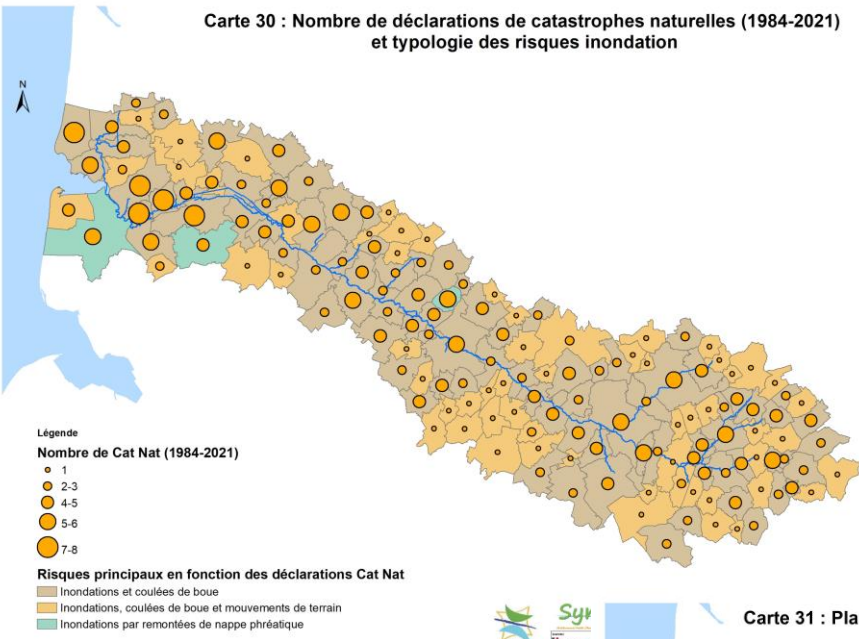 Carte 30 : Nombre de déclarations de catastrophes naturelles (1984-2021)
et typologie des risques inondation
N
Légende
Nombre de Cat Nat (1984-2021)
1
2-3
4-5
5-6
7-8
Risques principaux en fonction des déclarations Cat Nat
Inondations et coulées de boue
Inondations, coulées de boue et mouvements de terrain
Inondations par remontées de nappe phréatique
Carte 31 : Pla